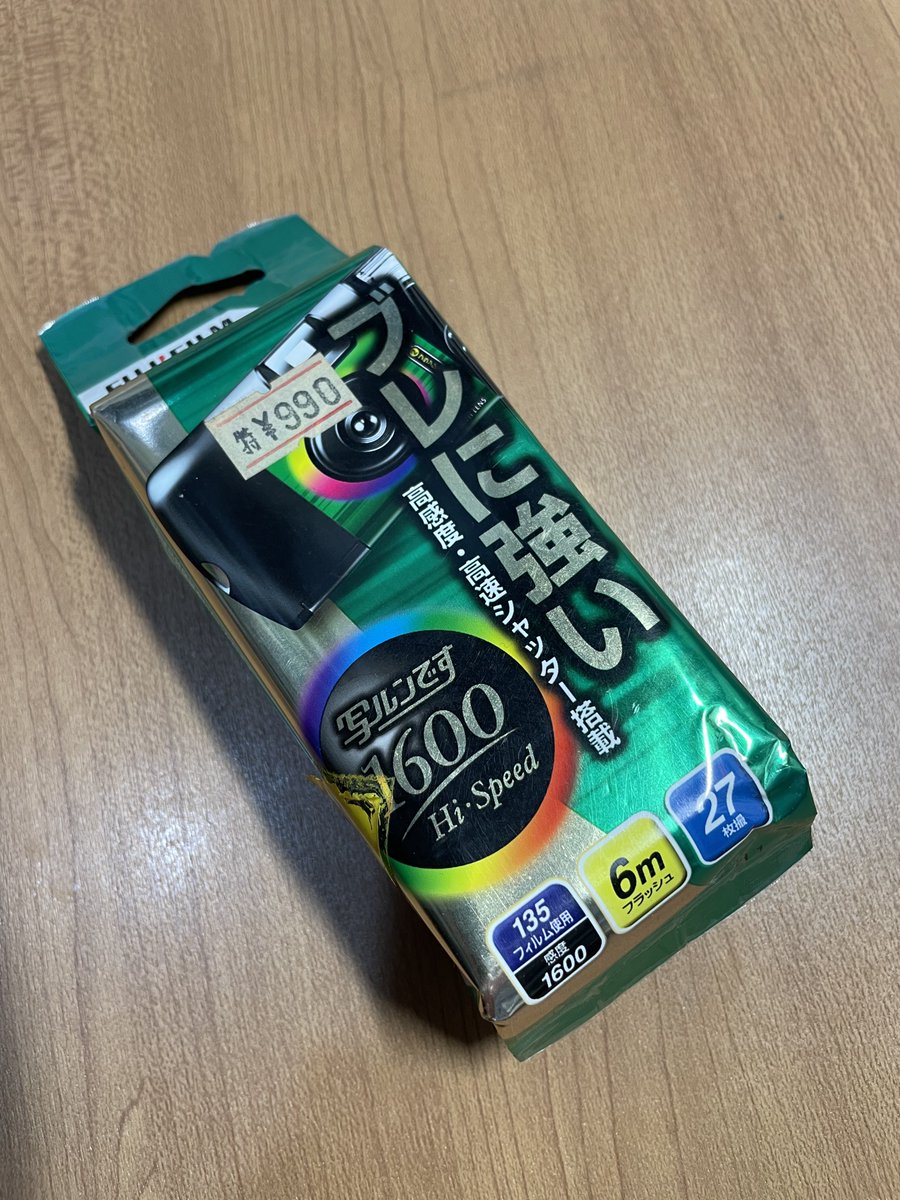 FUJIFILM
特¥990
ブレに強い
高感度・高速シャッター搭載
写ルンです
1600
Hi・Speed
135
フィルム使用
感度
1600
6m
フラッシュ
27
枚撮